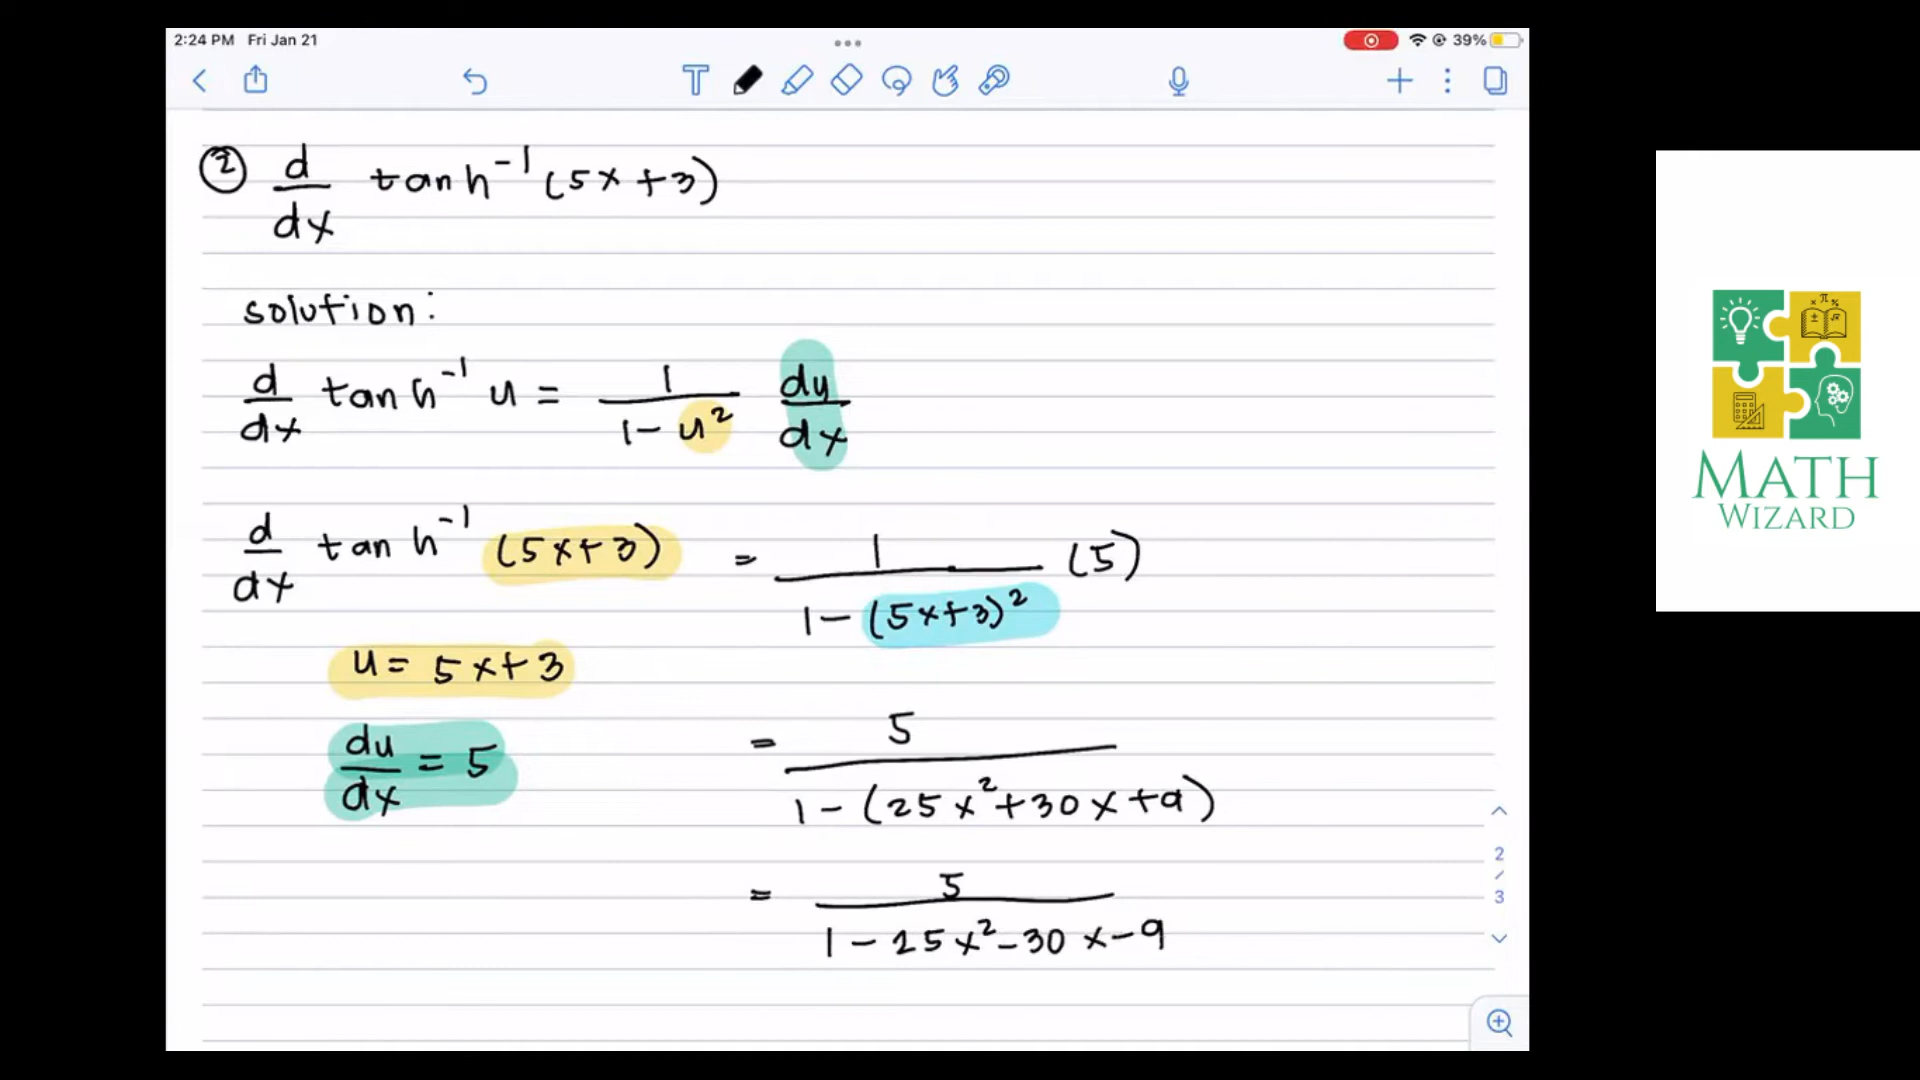 2:24 PM Fri Jan 21
39%
② d/dx tanh⁻¹ (5x+3)
solution:
d/dx tanh⁻¹ u = 1/(1-u²) du/dx
d/dx tanh⁻¹ (5x+3) = 1/(1-(5x+3)²) (5)
u = 5x+3
du/dx = 5
= 5/(1-(25x²+30x+9))
= 5/(1-25x²-30x-9)
2/3
MATH
WIZARD